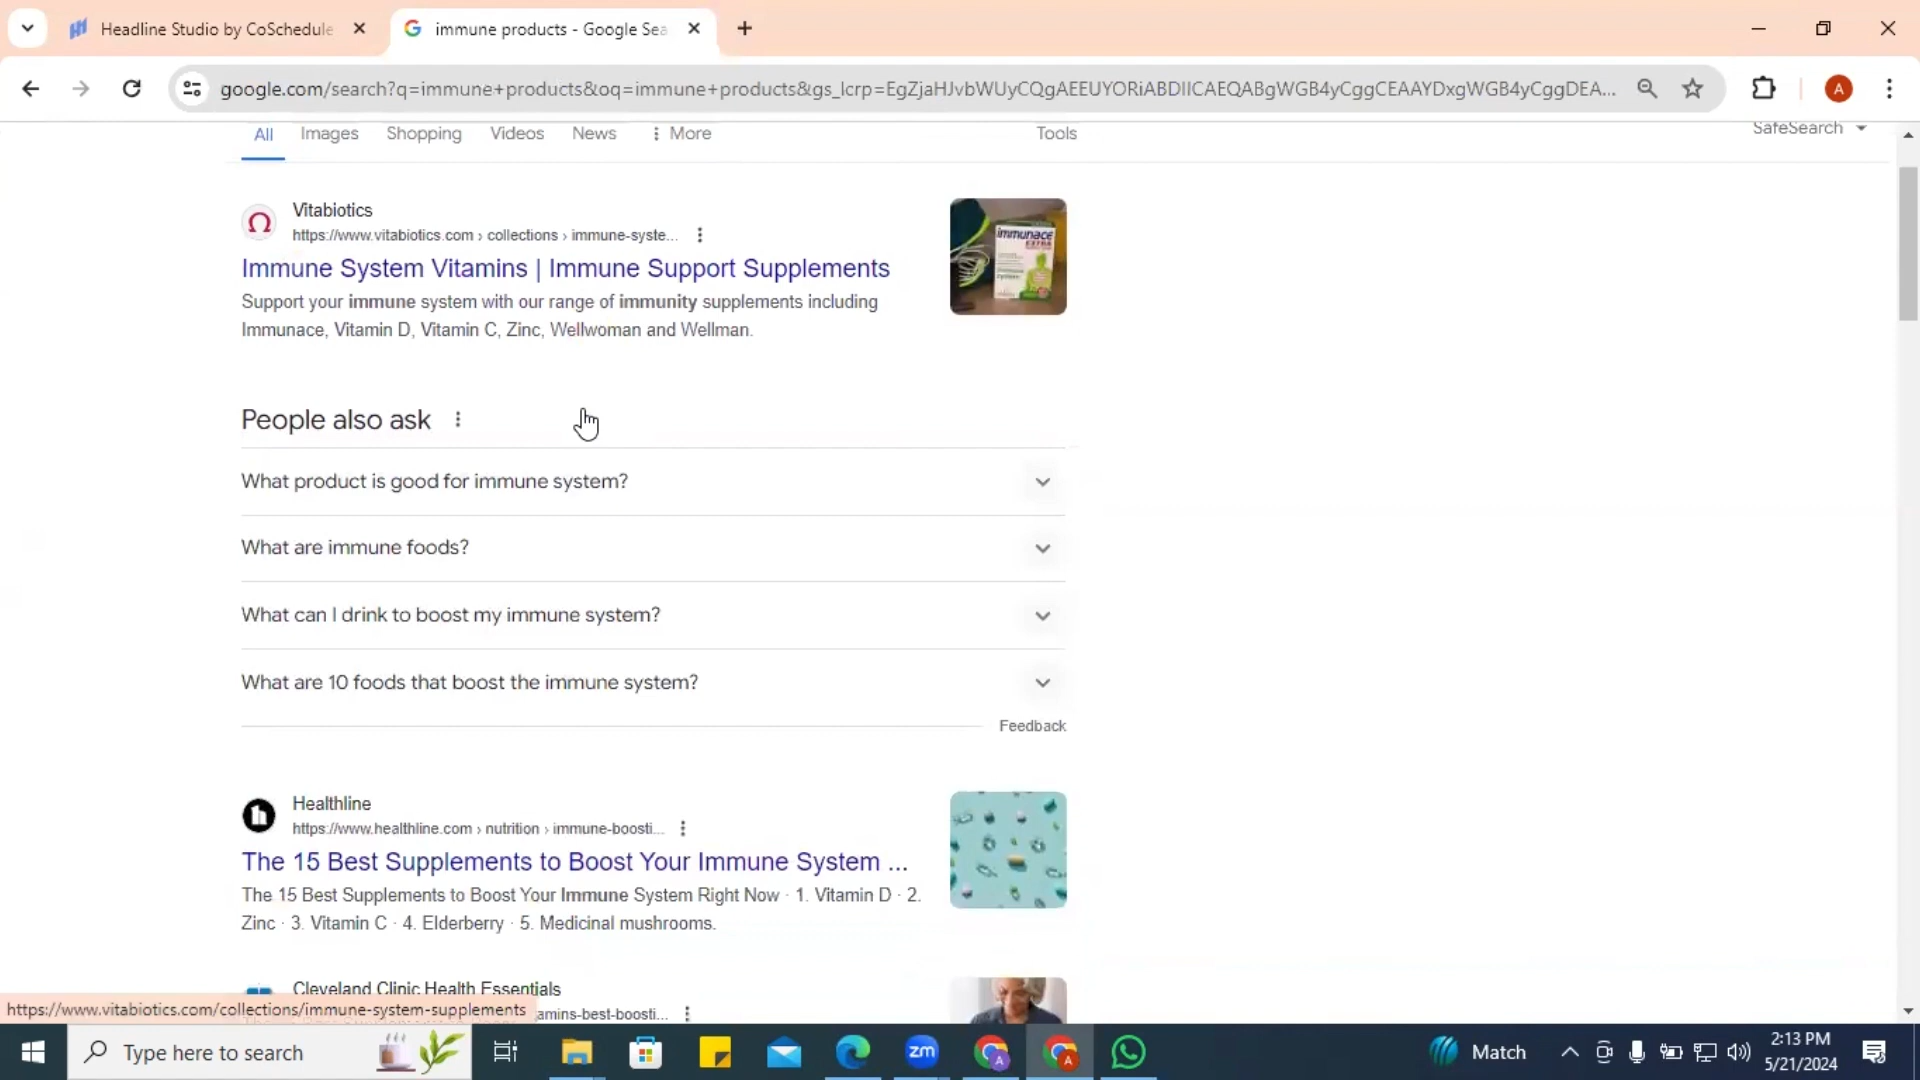 Headline Studio by CoSchedule
immune products - Google Sea
google.com/search?q=immune+products&oq=immune+products&gs_lcrp=EgZjaHJvbWUyCQgAEEUYORiABDIICAEQABgWGB4yCggCEAAYDxgWGB4yCggDEA...
A
All Images Shopping Videos News More Tools SafeSearch
Vitabiotics
https://www.vitabiotics.com › collections › immune-syste...
Immune System Vitamins | Immune Support Supplements
Support your immune system with our range of immunity supplements including
Immunace, Vitamin D, Vitamin C, Zinc, Wellwoman and Wellman.
immunace
EXTRA
People also ask
What product is good for immune system?
What are immune foods?
What can I drink to boost my immune system?
What are 10 foods that boost the immune system?
Feedback
Healthline
https://www.healthline.com › nutrition › immune-boosti...
The 15 Best Supplements to Boost Your Immune System ...
The 15 Best Supplements to Boost Your Immune System Right Now · 1. Vitamin D · 2.
Zinc · 3. Vitamin C · 4. Elderberry · 5. Medicinal mushrooms.
Cleveland Clinic Health Essentials
https://www.vitabiotics.com/collections/immune-system-supplements
amins-best-boosti...
Type here to search
zm
A
A
Match
2:13 PM
5/21/2024